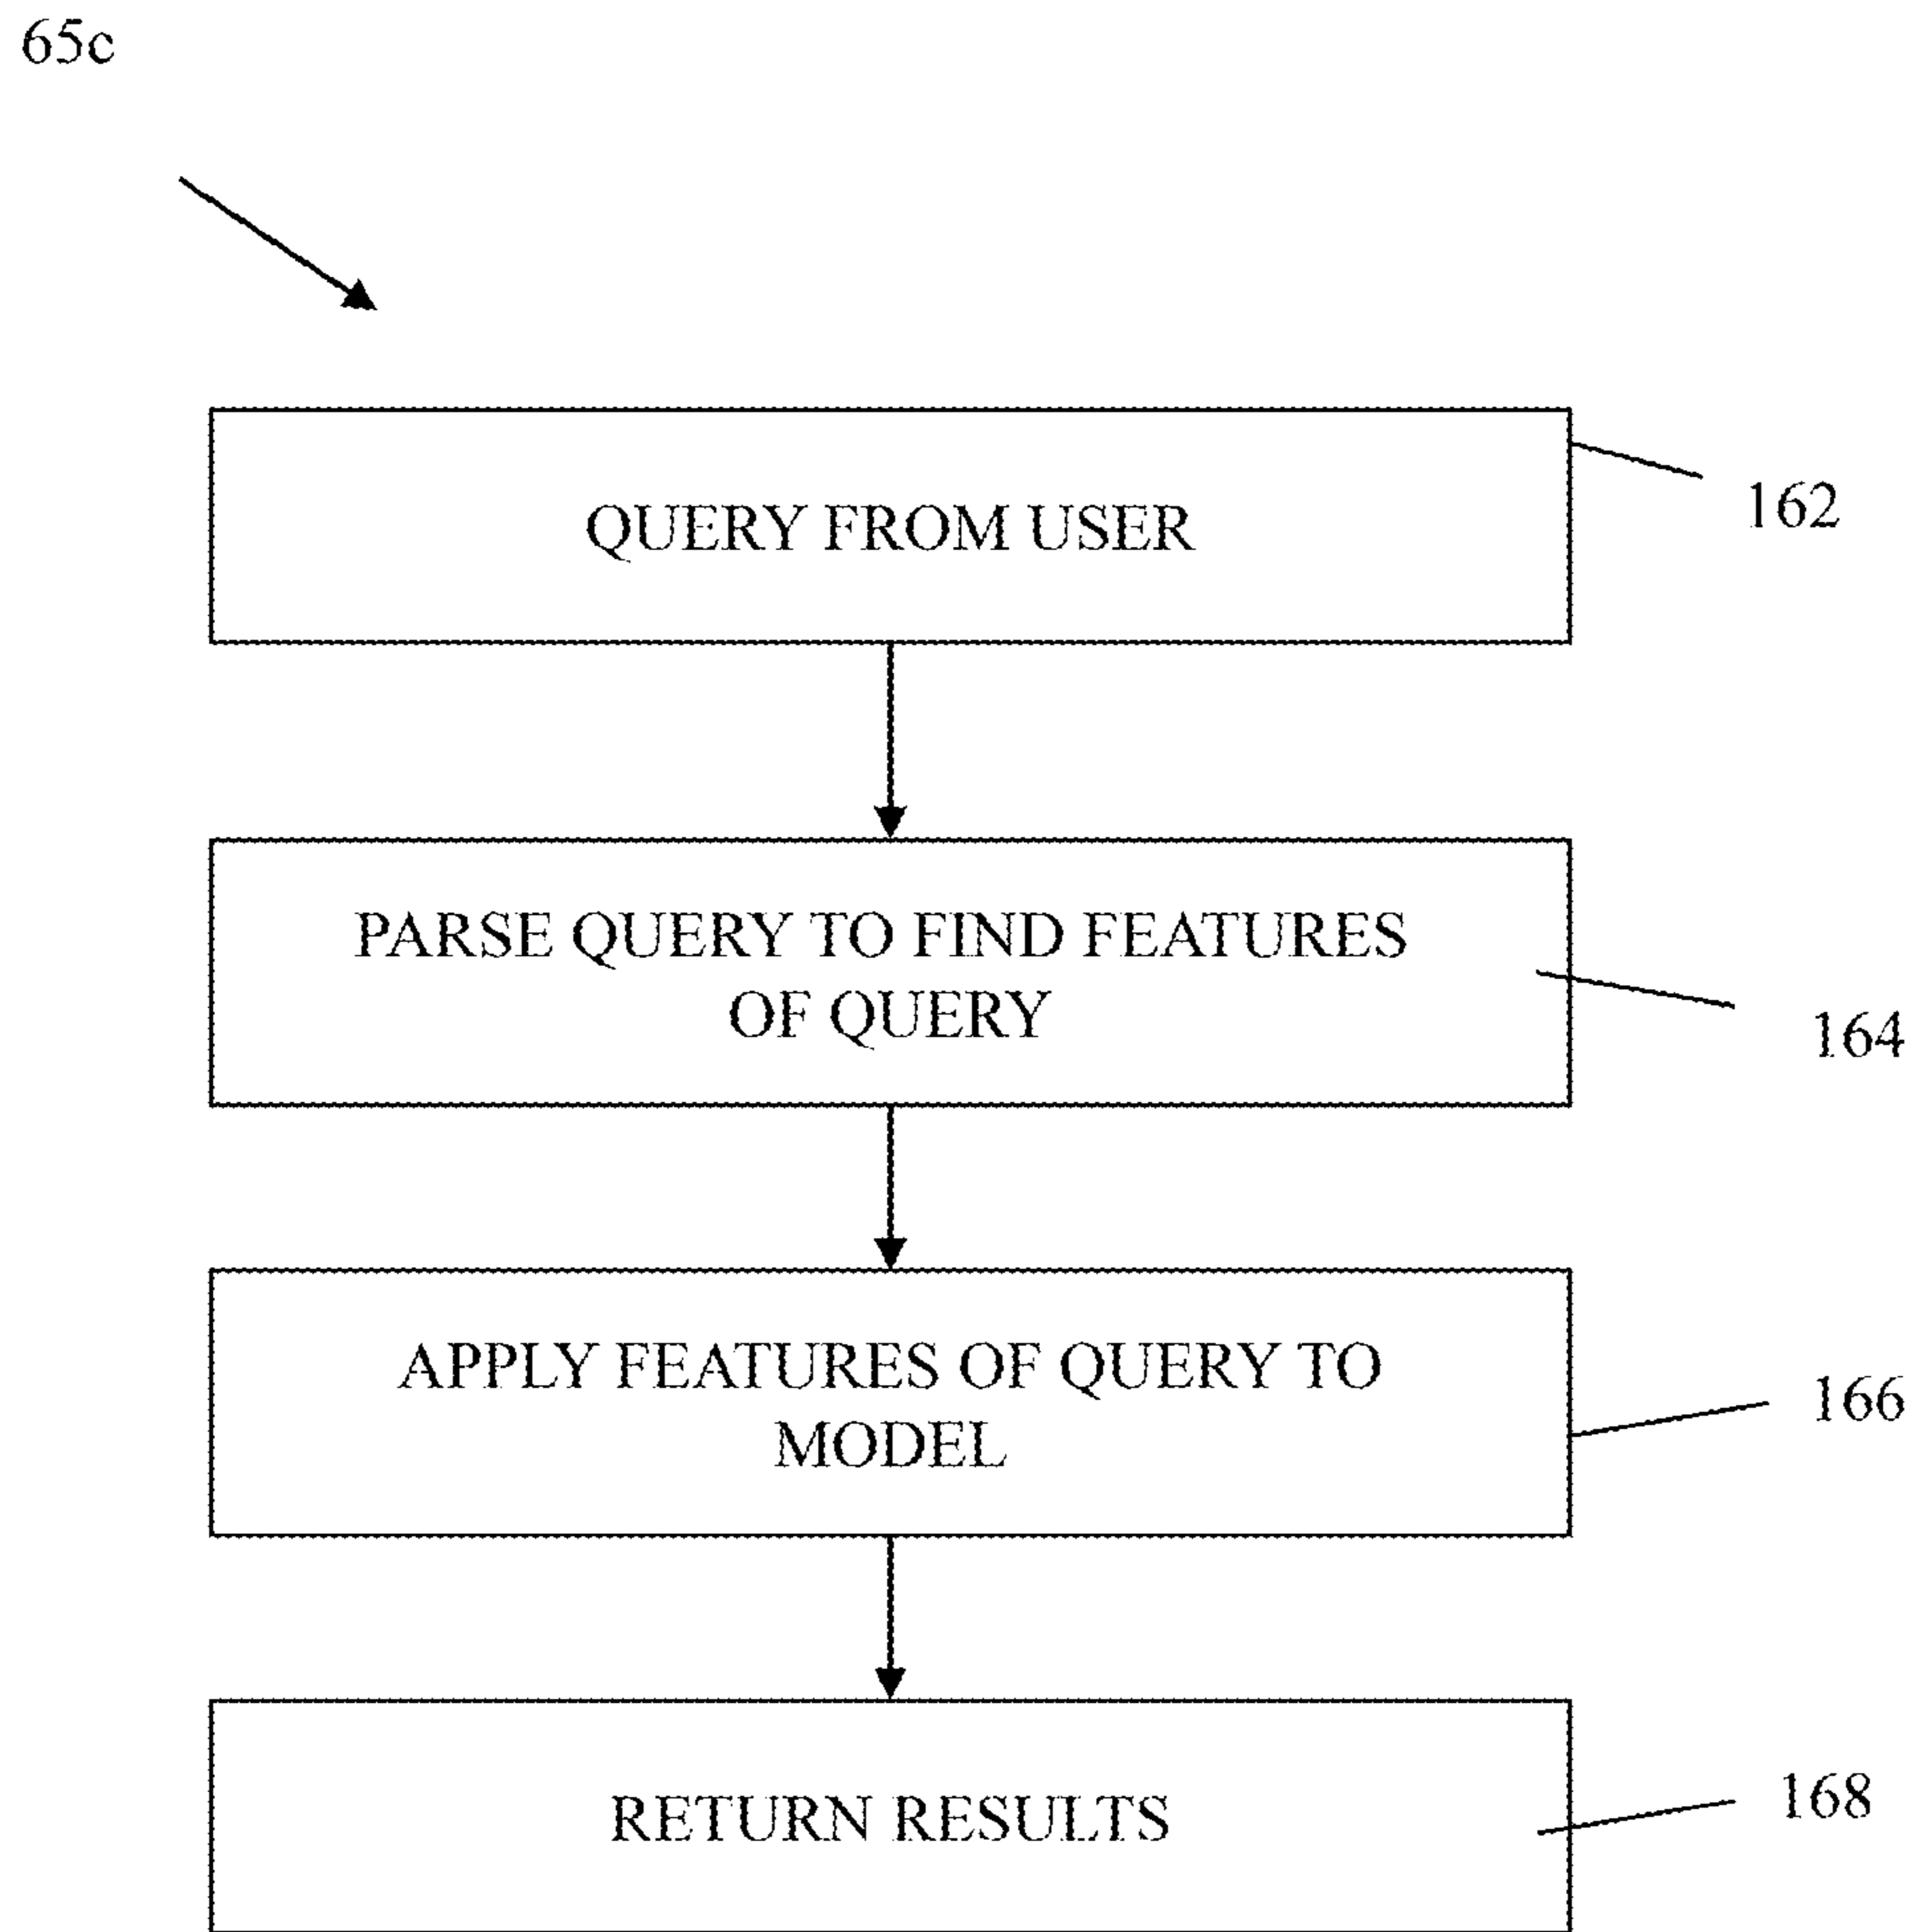 65c
QUERY FROM USER
162
PARSE QUERY TO FIND FEATURES
OF QUERY
164
APPLY FEATURES OF QUERY TO
MODEL
166
RETURN RESULTS
168